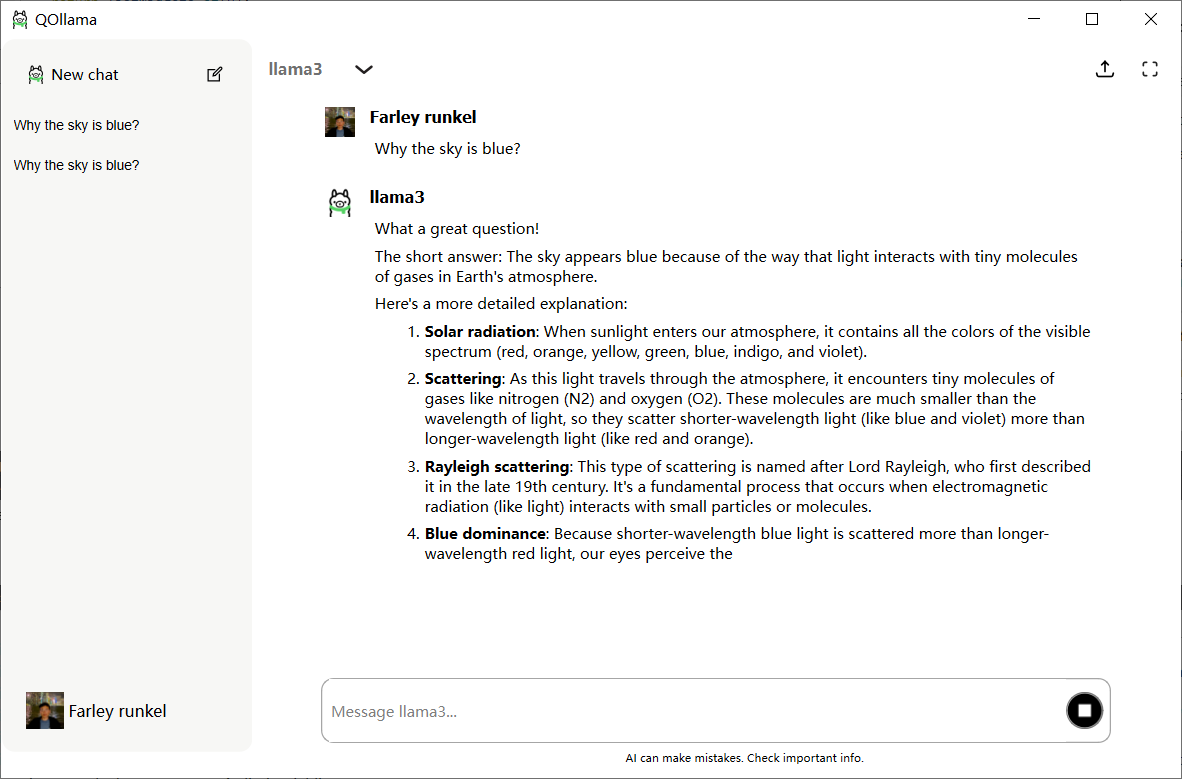 QOllama
New chat
Why the sky is blue?
Why the sky is blue?
Farley runkel
llama3
Farley runkel
Why the sky is blue?
llama3
What a great question!
The short answer: The sky appears blue because of the way that light interacts with tiny molecules
of gases in Earth's atmosphere.
Here's a more detailed explanation:
1. Solar radiation: When sunlight enters our atmosphere, it contains all the colors of the visible
spectrum (red, orange, yellow, green, blue, indigo, and violet).
2. Scattering: As this light travels through the atmosphere, it encounters tiny molecules of
gases like nitrogen (N2) and oxygen (O2). These molecules are much smaller than the
wavelength of light, so they scatter shorter-wavelength light (like blue and violet) more than
longer-wavelength light (like red and orange).
3. Rayleigh scattering: This type of scattering is named after Lord Rayleigh, who first described
it in the late 19th century. It's a fundamental process that occurs when electromagnetic
radiation (like light) interacts with small particles or molecules.
4. Blue dominance: Because shorter-wavelength blue light is scattered more than longer-
wavelength red light, our eyes perceive the
Message llama3...
AI can make mistakes. Check important info.